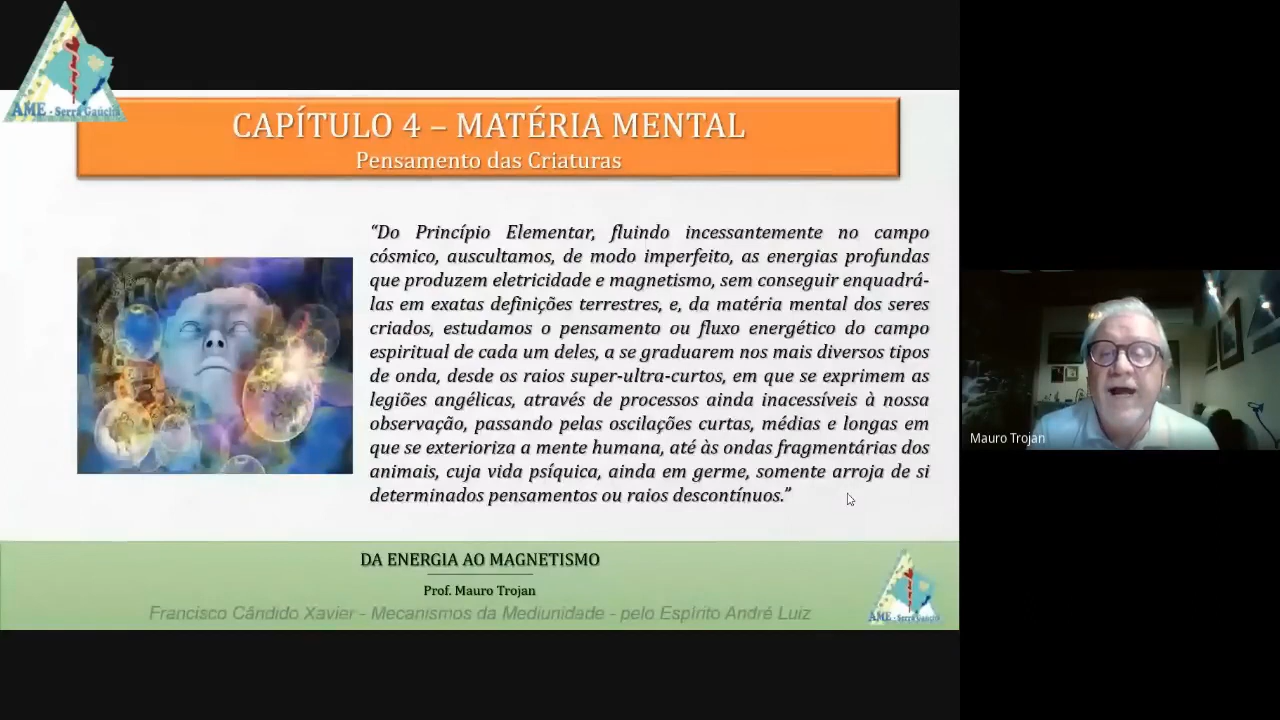 AME - Serra Gaúcha
CAPÍTULO 4 – MATÉRIA MENTAL
Pensamento das Criaturas
“Do Princípio Elementar, fluindo incessantemente no campo
cósmico, auscultamos, de modo imperfeito, as energias profundas
que produzem eletricidade e magnetismo, sem conseguir enquadrá-
las em exatas definições terrestres, e, da matéria mental dos seres
criados, estudamos o pensamento ou fluxo energético do campo
espiritual de cada um deles, a se graduarem nos mais diversos tipos
de onda, desde os raios super-ultra-curtos, em que se exprimem as
legiões angélicas, através de processos ainda inacessíveis à nossa
observação, passando pelas oscilações curtas, médias e longas em
que se exterioriza a mente humana, até às ondas fragmentárias dos
animais, cuja vida psíquica, ainda em germe, somente arroja de si
determinados pensamentos ou raios descontínuos.”
Mauro Trojan
DA ENERGIA AO MAGNETISMO
Prof. Mauro Trojan
Francisco Cândido Xavier - Mecanismos da Mediunidade - pelo Espírito André Luiz
AME - Serra Gaúcha